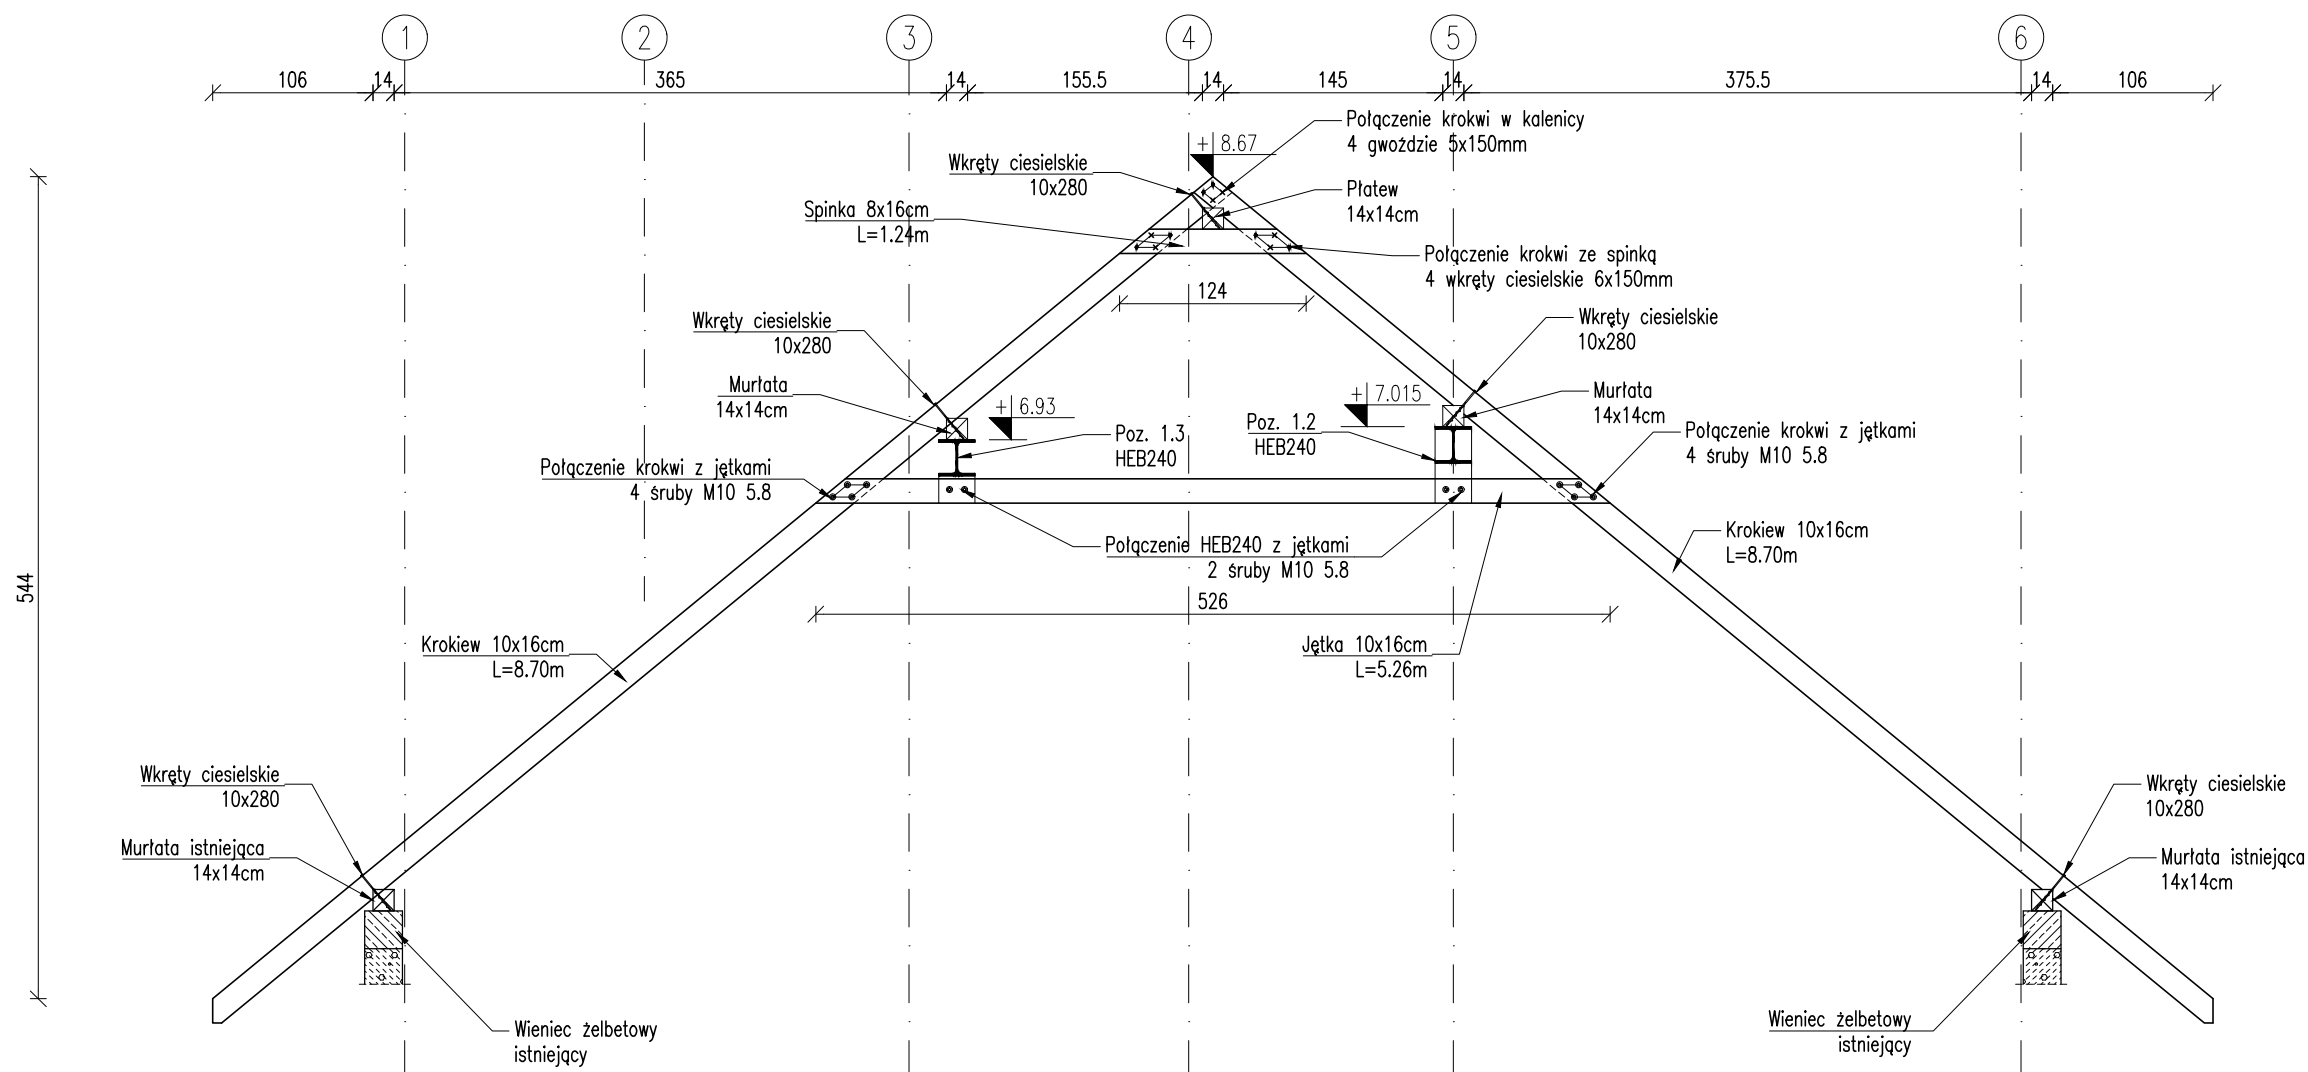 1
2
3
4
5
6
106
14
365
14
155.5
14
145
14
375.5
14
106
Połączenie krokwi w kalenicy
4 gwoździe 5x150mm
+ 8.67
Wkręty ciesielskie
10x280
Płatew
14x14cm
Spinka 8x16cm
L=1.24m
Połączenie krokwi ze spinką
4 wkręty ciesielskie 6x150mm
124
Wkręty ciesielskie
10x280
Wkręty ciesielskie
10x280
Murłata
14x14cm
+ 6.93
+ 7.015
Murłata
14x14cm
Poz. 1.3
HEB240
Poz. 1.2
HEB240
Połączenie krokwi z jętkami
4 śruby M10 5.8
Połączenie krokwi z jętkami
4 śruby M10 5.8
Połączenie HEB240 z jętkami
2 śruby M10 5.8
Krokiew 10x16cm
L=8.70m
544
526
Krokiew 10x16cm
L=8.70m
Jętka 10x16cm
L=5.26m
Wkręty ciesielskie
10x280
Wkręty ciesielskie
10x280
Murłata istniejąca
14x14cm
Murłata istniejąca
14x14cm
Wieniec żelbetowy
istniejący
Wieniec żelbetowy
istniejący